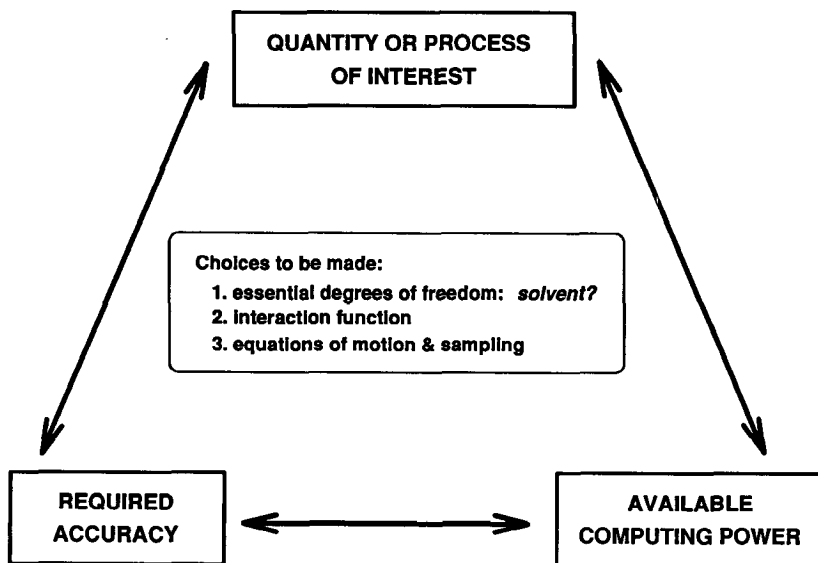 QUANTITY OR PROCESS
OF INTEREST
Choices to be made:
1. essential degrees of freedom: solvent?
2. interaction function
3. equations of motion & sampling
REQUIRED
ACCURACY
AVAILABLE
COMPUTING POWER